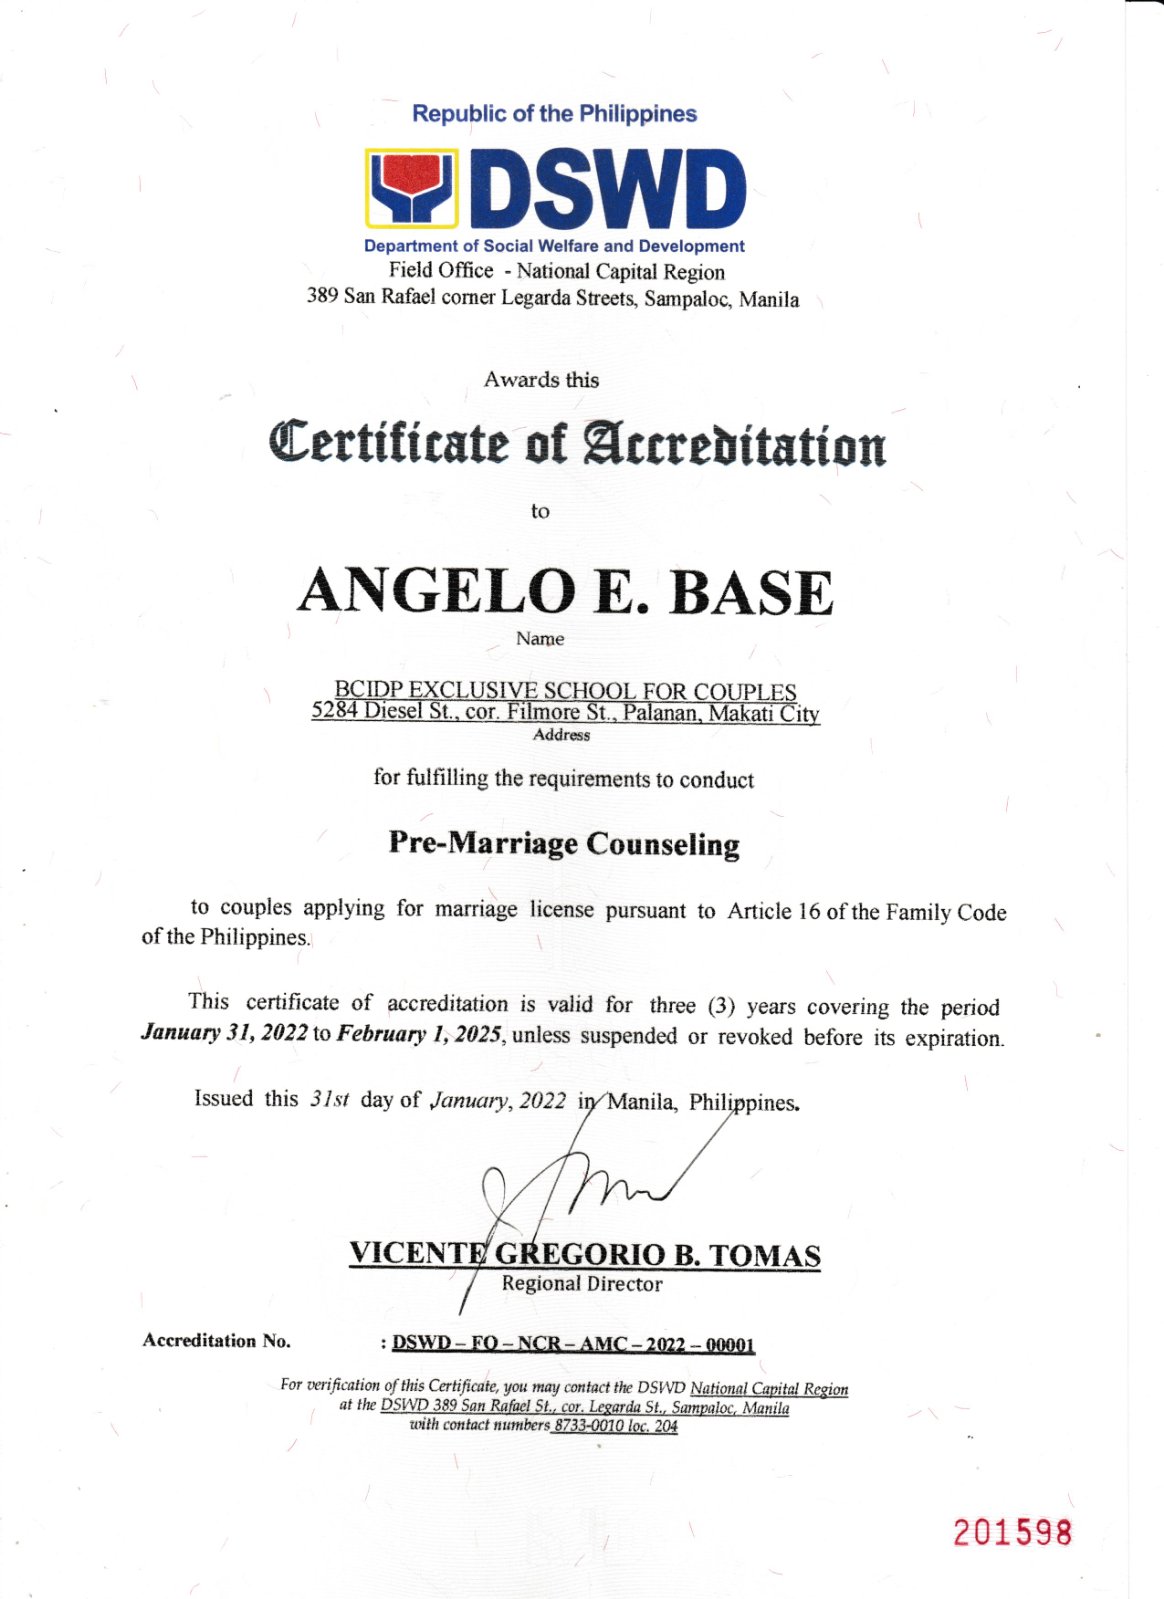 Republic of the Philippines
DSWD
Department of Social Welfare and Development
Field Office - National Capital Region
389 San Rafael corner Legarda Streets, Sampaloc, Manila
Awards this
Certificate of Accreditation
to
ANGELO E. BASE
Name
BCIDP EXCLUSIVE SCHOOL FOR COUPLES
5284 Diesel St., cor. Filmore St., Palanan, Makati City
Address
for fulfilling the requirements to conduct
Pre-Marriage Counseling
to couples applying for marriage license pursuant to Article 16 of the Family Code
of the Philippines.
This certificate of accreditation is valid for three (3) years covering the period
January 31, 2022 to February 1, 2025, unless suspended or revoked before its expiration.
Issued this 31st day of January, 2022 in Manila, Philippines.
VICENTE GREGORIO B. TOMAS
Regional Director
Accreditation No. : DSWD – FO – NCR – AMC – 2022 – 00001
For verification of this Certificate, you may contact the DSWD National Capital Region
at the DSWD 389 San Rafael St., cor. Legarda St., Sampaloc, Manila
with contact numbers 8733-0010 loc. 204
201598